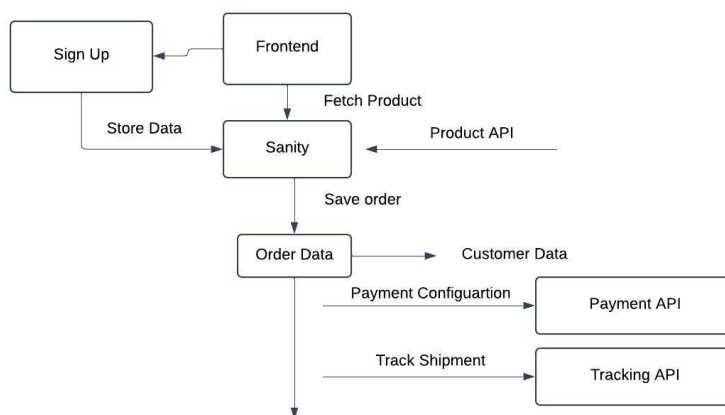 Sign Up
Frontend
Fetch Product
Store Data
Sanity
Product API
Save order
Order Data
Customer Data
Payment Configuartion
Payment API
Track Shipment
Tracking API